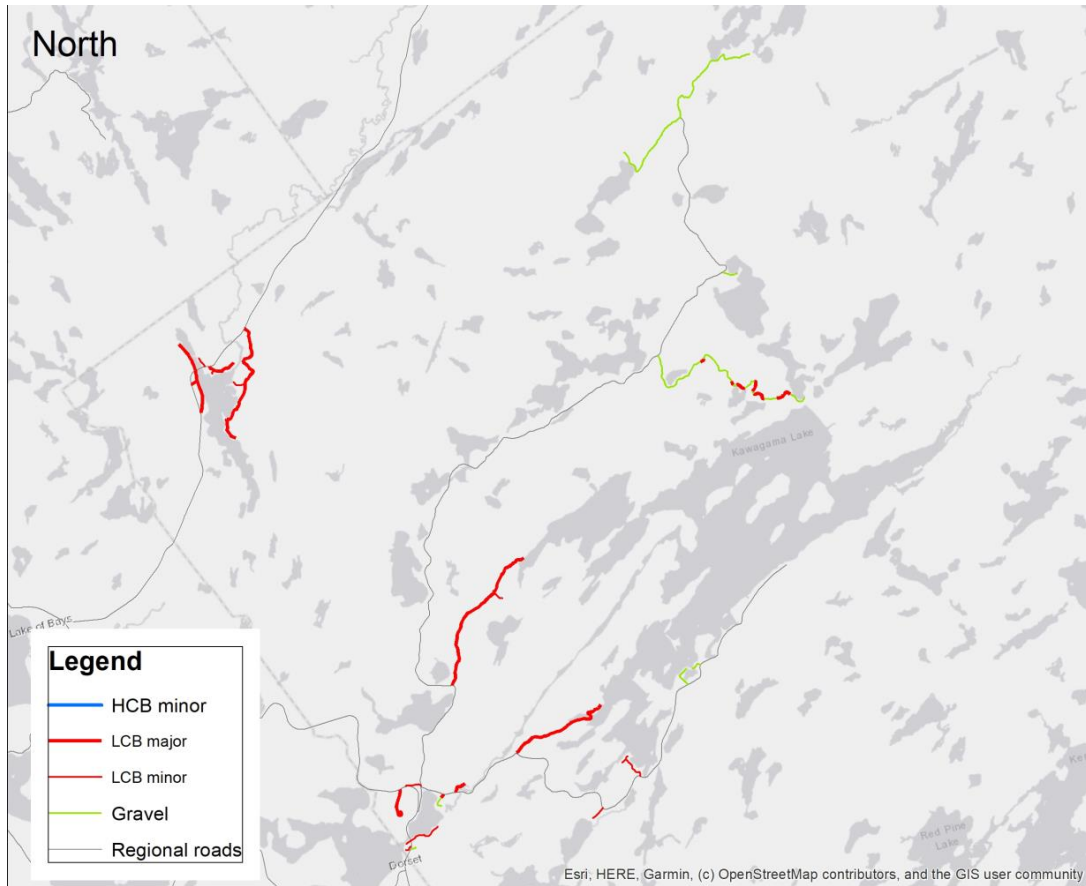 North
Kawagama Lake
Lake of Bays
Legend
HCB minor
LCB major
LCB minor
Gravel
Regional roads
Dorset
Red Pine
Lake
Esri, HERE, Garmin, (c) OpenStreetMap contributors, and the GIS user community